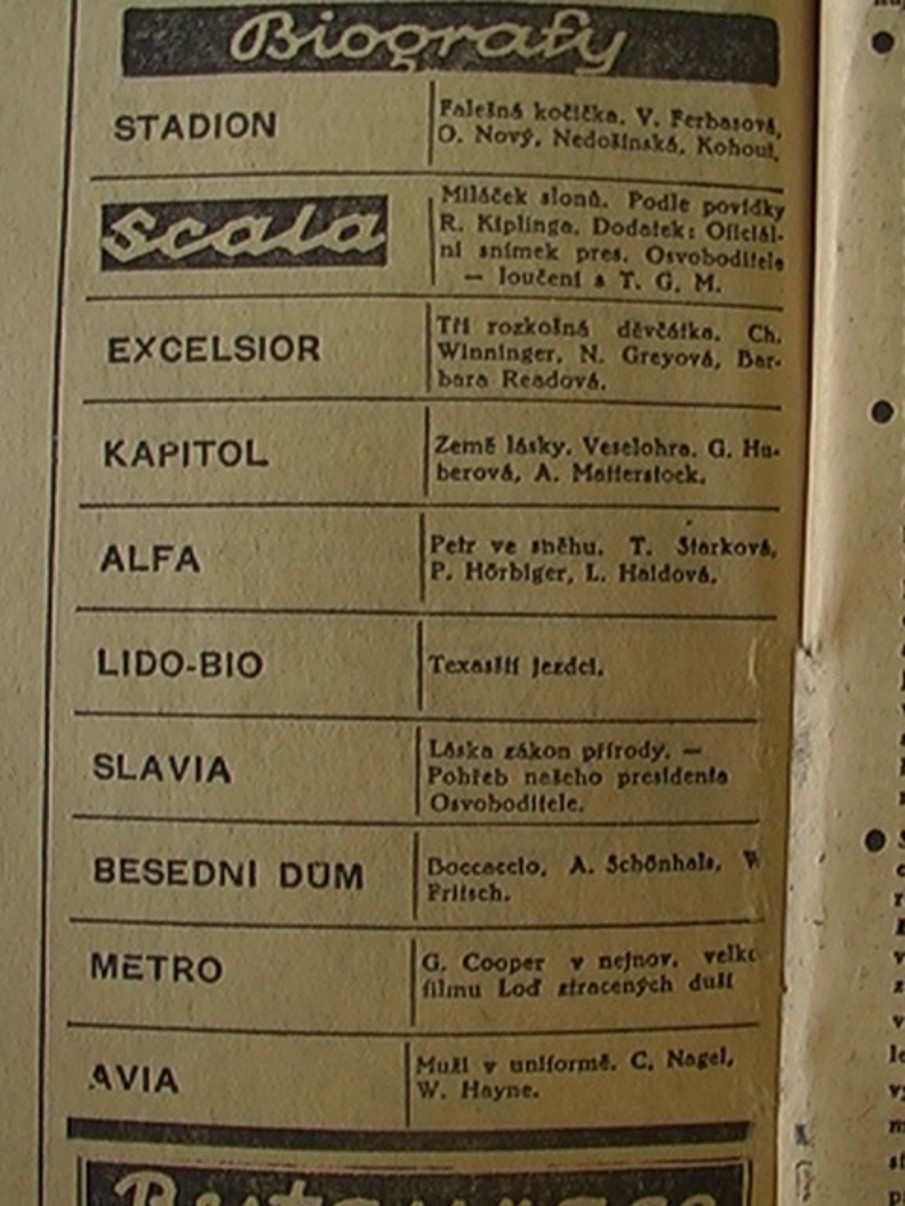 Biografy
STADION
Falešná kočička. V. Ferbasová,
O. Nový, Nedošinská, Kohout,
scala
Miláček slonů. Podle povídky
R. Kiplinga. Dodatek: Oficiál-
ní snímek pres. Osvoboditele
— loučení s T. G. M.
EXCELSIOR
Tři rozkošná děvčátka. Ch.
Winninger, N. Greyová, Bar-
bara Readová.
KAPITOL
Země lásky. Veselohra. G. Hu-
berová, A. Matterstock.
ALFA
Petr ve sněhu. T. Starková,
P. Hörbiger, L. Haidová.
LIDO-BIO
Texasští jezdci.
SLAVIA
Láska zákon přírody. —
Pohřeb našeho presidenta
Osvoboditele.
BESEDNÍ DŮM
Boccaccio. A. Schönhals, W
Fritsch.
METRO
G. Cooper v nejnov. velké
filmu Loď ztracených duší
AVIA
Muži v uniformě. C. Nagel,
W. Hayne.